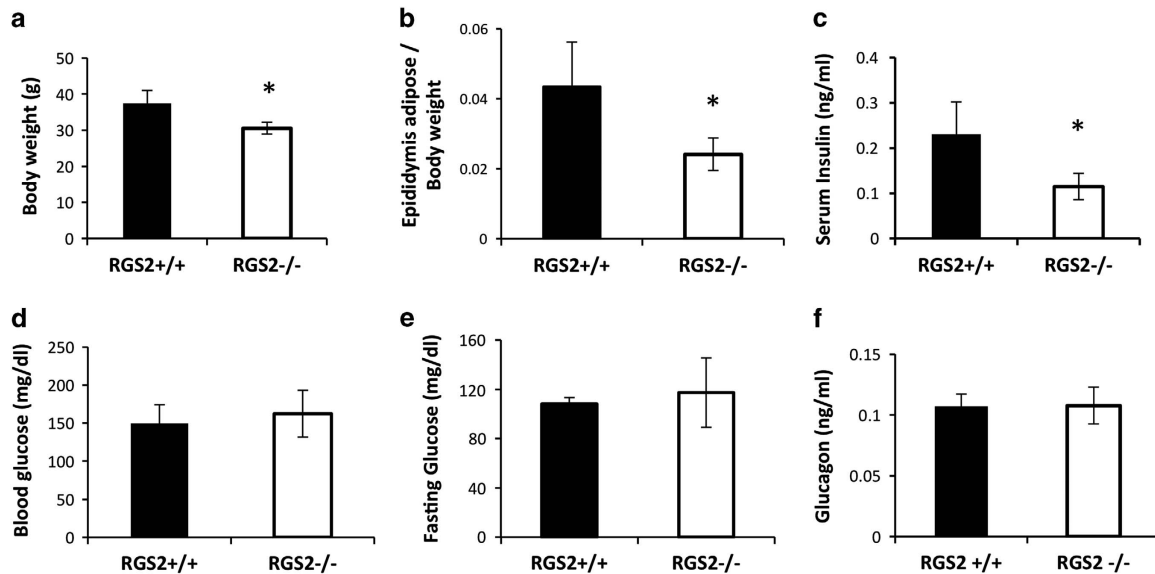 a
Body weight (g)
50
40
30
20
10
0
*
RGS2+/+
RGS2-/-
b
Epididymis adipose /
Body weight
0.06
0.04
0.02
0
*
RGS2+/+
RGS2-/-
c
Serum Insulin (ng/ml)
0.4
0.3
0.2
0.1
0
*
RGS2+/+
RGS2-/-
d
Blood glucose (mg/dl)
250
200
150
100
50
0
RGS2+/+
RGS2-/-
e
Fasting Glucose (mg/dl)
160
120
80
40
0
RGS2+/+
RGS2-/-
f
Glucagon (ng/ml)
0.15
0.1
0.05
0
RGS2 +/+
RGS2 -/-